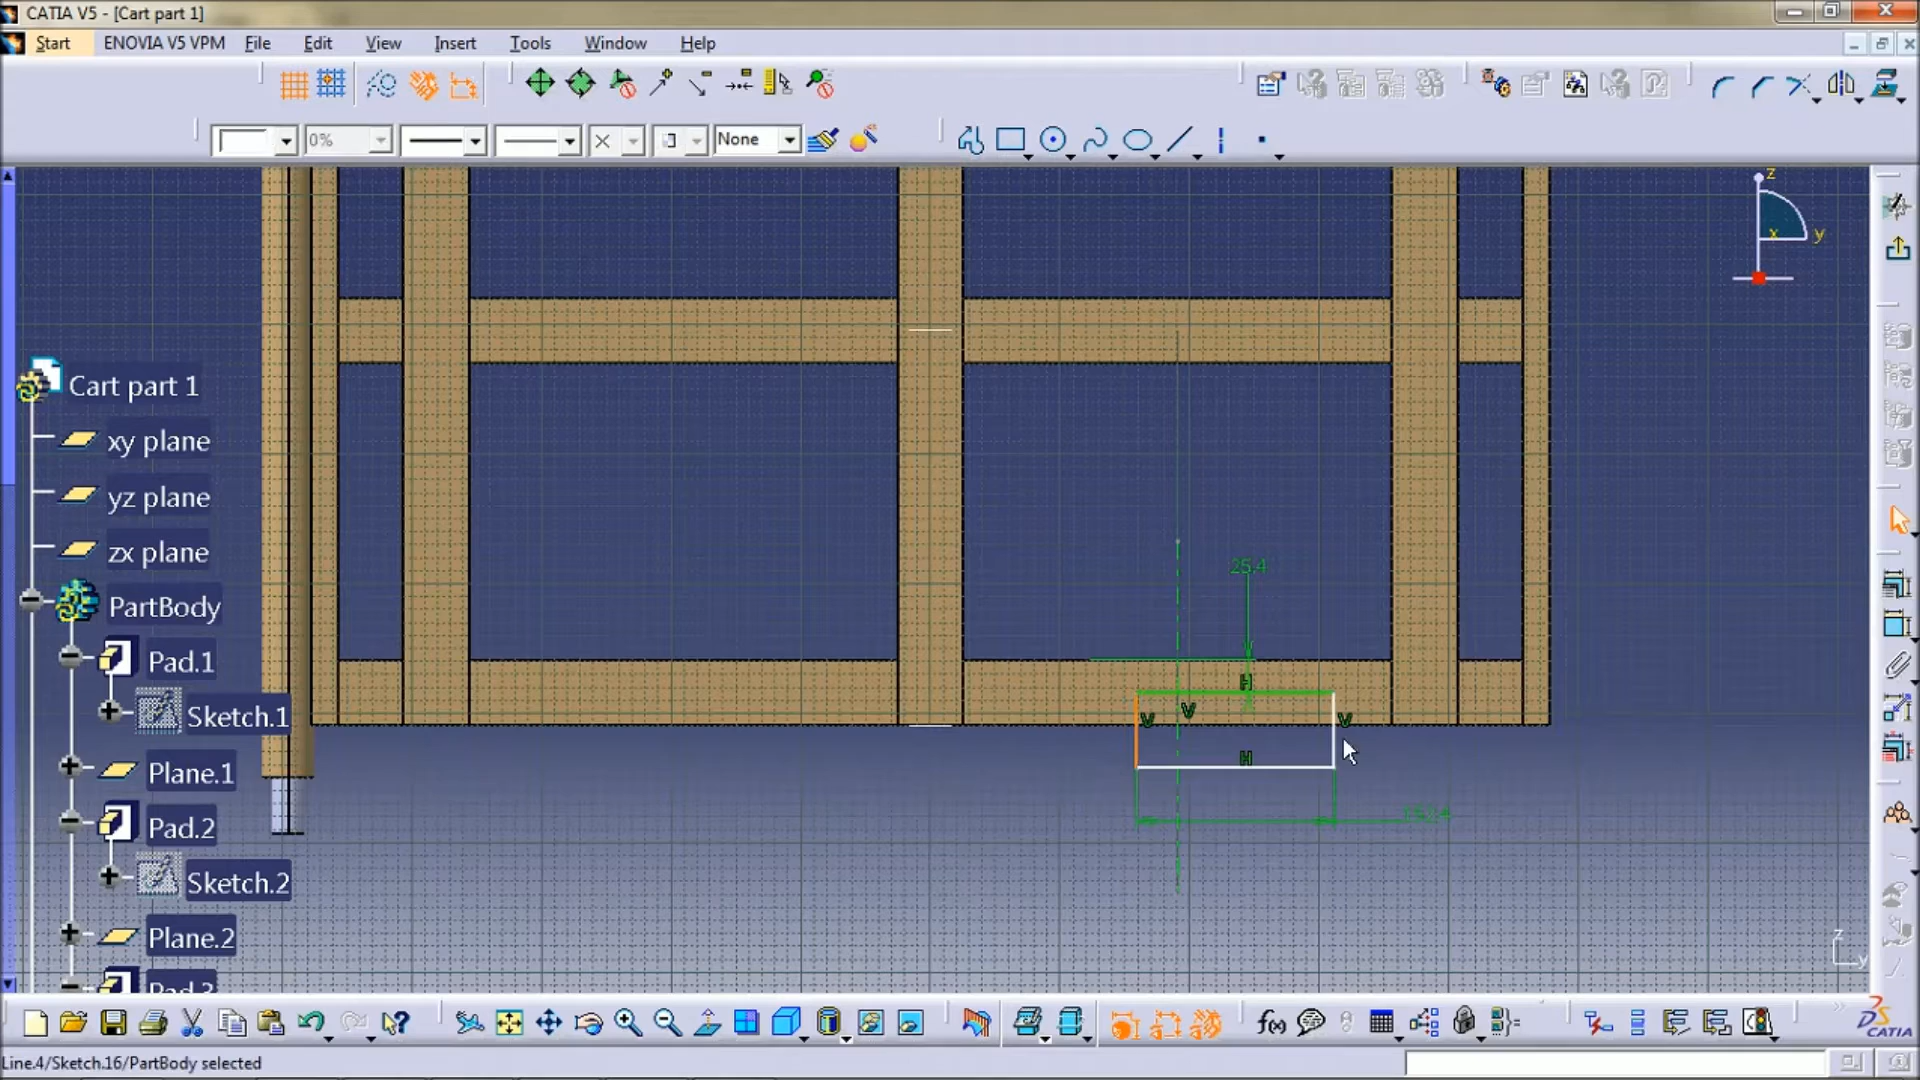 CATIA V5 - [Cart part 1]
Start ENOVIA V5 VPM File Edit View Insert Tools Window Help
0% None
z
x y
Cart part 1
xy plane
yz plane
zx plane
PartBody
Pad.1
Sketch.1
Plane.1
Pad.2
Sketch.2
Plane.2
Pad.3
25.4
H
V V V
H
z
y
f(x)
CATIA
Line.4/Sketch.16/PartBody selected